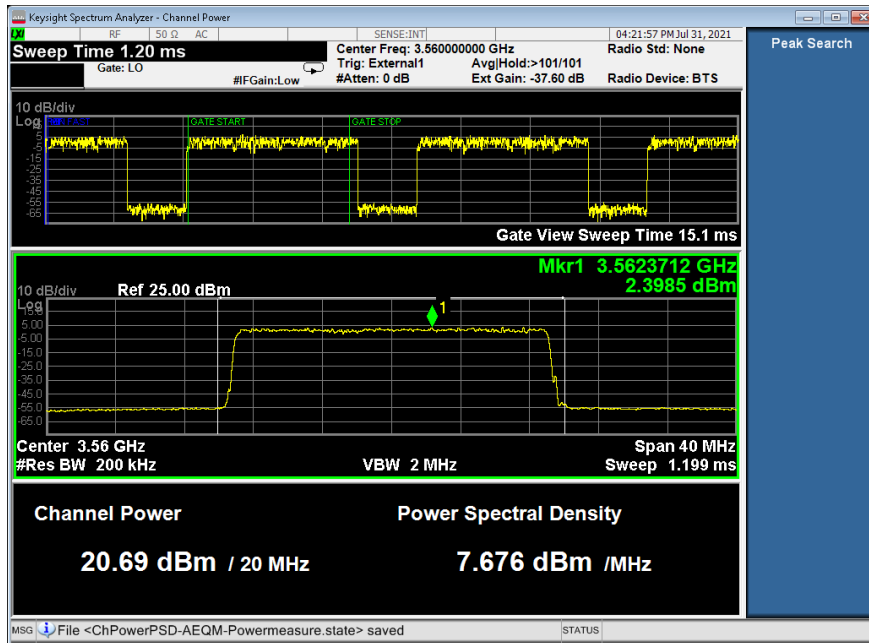 Keysight Spectrum Analyzer - Channel Power
LXI RF 50 Ω AC SENSE:INT 04:21:57 PM Jul 31, 2021
Sweep Time 1.20 ms
Gate: LO
#IFGain:Low
Center Freq: 3.560000000 GHz
Trig: External1 Avg|Hold:>101/101
#Atten: 0 dB Ext Gain: -37.60 dB
Radio Std: None
Radio Device: BTS
Peak Search
10 dB/div
Log
GATE START GATE STOP
-5
-15
-25
-35
-45
-55
-65
Gate View Sweep Time 15.1 ms
Mkr1 3.5623712 GHz
2.3985 dBm
10 dB/div Ref 25.00 dBm
Log
15.0
1
5.00
-5.00
-15.0
-25.0
-35.0
-45.0
-55.0
-65.0
Center 3.56 GHz Span 40 MHz
#Res BW 200 kHz VBW 2 MHz Sweep 1.199 ms
Channel Power Power Spectral Density
20.69 dBm / 20 MHz 7.676 dBm /MHz
MSG File <ChPowerPSD-AEQM-Powermeasure.state> saved STATUS